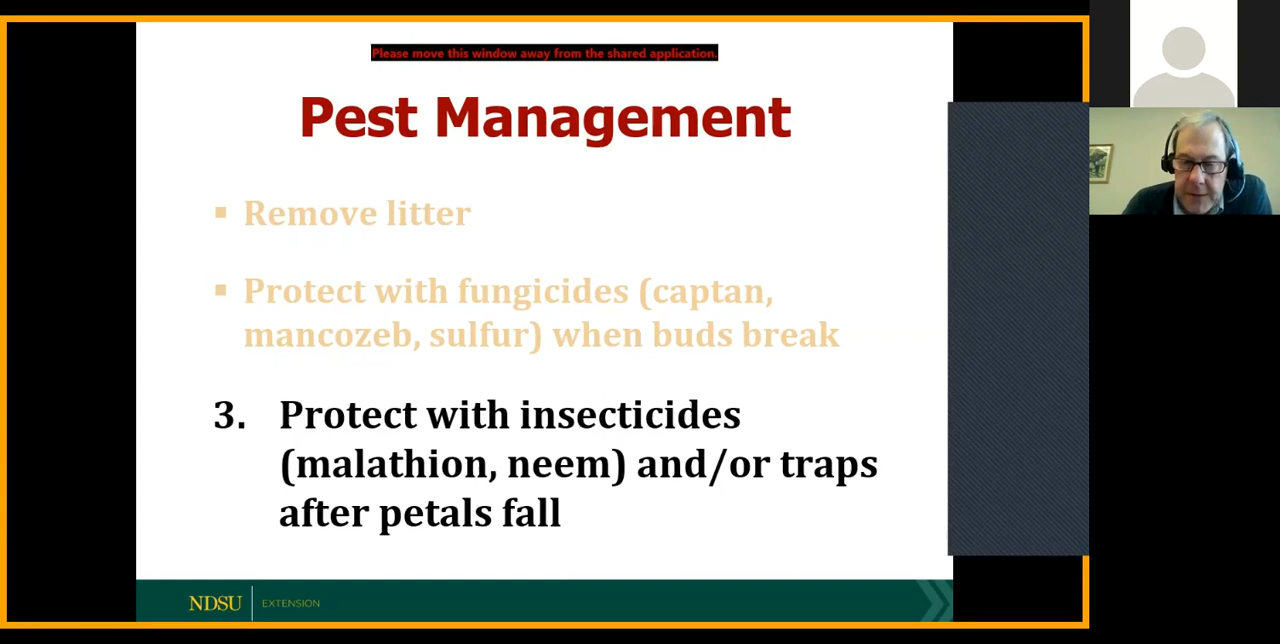 Please move this window away from the shared application.
Pest Management
▪ Remove litter
▪ Protect with fungicides (captan,
mancozeb, sulfur) when buds break
3. Protect with insecticides
(malathion, neem) and/or traps
after petals fall
NDSU EXTENSION